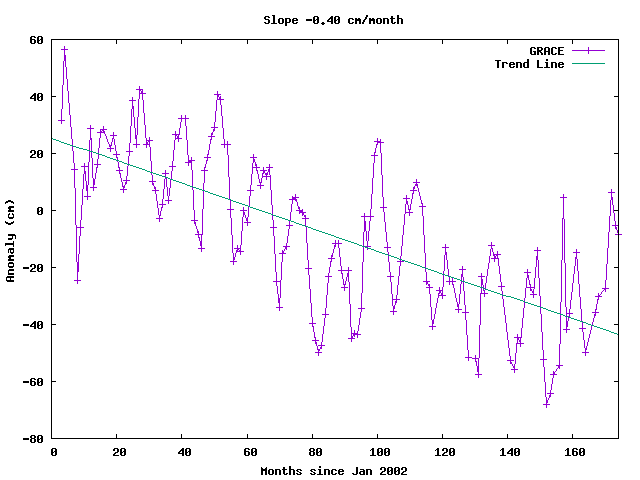 Slope -0.40 cm/month
60
40
20
0
-20
-40
-60
-80
Anomaly (cm)
GRACE
Trend Line
0 20 40 60 80 100 120 140 160
Months since Jan 2002